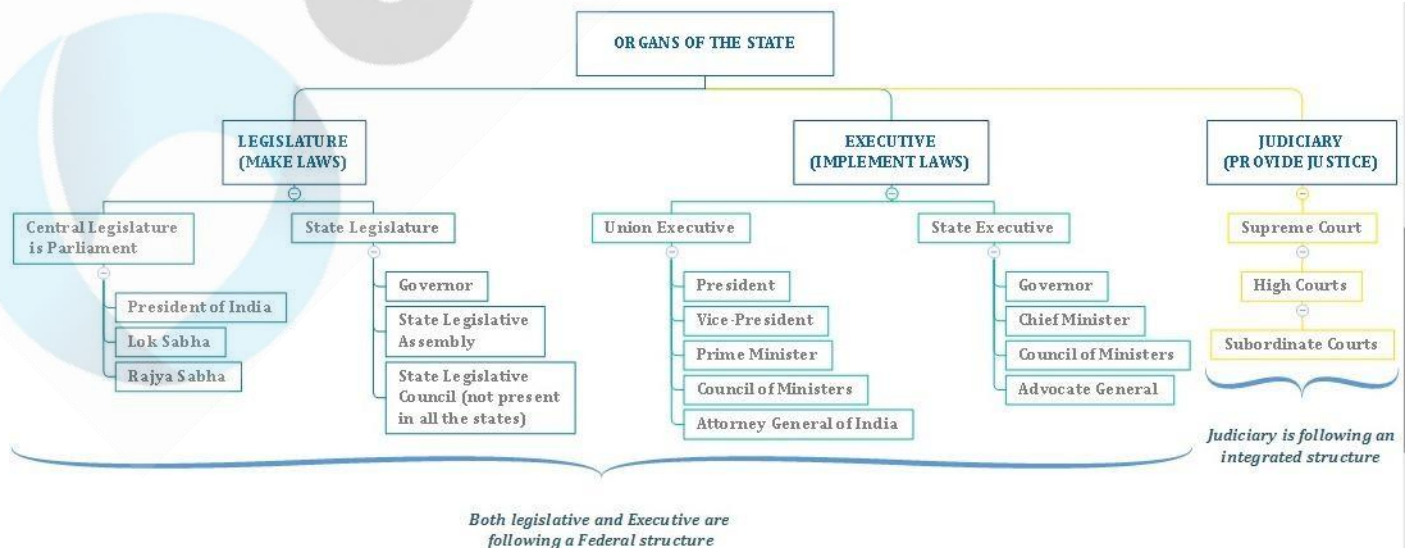 ORGANS OF THE STATE
LEGISLATURE
(MAKE LAWS)
Central Legislature
is Parliament
President of India
Lok Sabha
Rajya Sabha
State Legislature
Governor
State Legislative
Assembly
State Legislative
Council (not present
in all the states)
EXECUTIVE
(IMPLEMENT LAWS)
Union Executive
President
Vice-President
Prime Minister
Council of Ministers
Attorney General of India
State Executive
Governor
Chief Minister
Council of Ministers
Advocate General
JUDICIARY
(PROVIDE JUSTICE)
Supreme Court
High Courts
Subordinate Courts
Judiciary is following an
integrated structure
Both legislative and Executive are
following a Federal structure